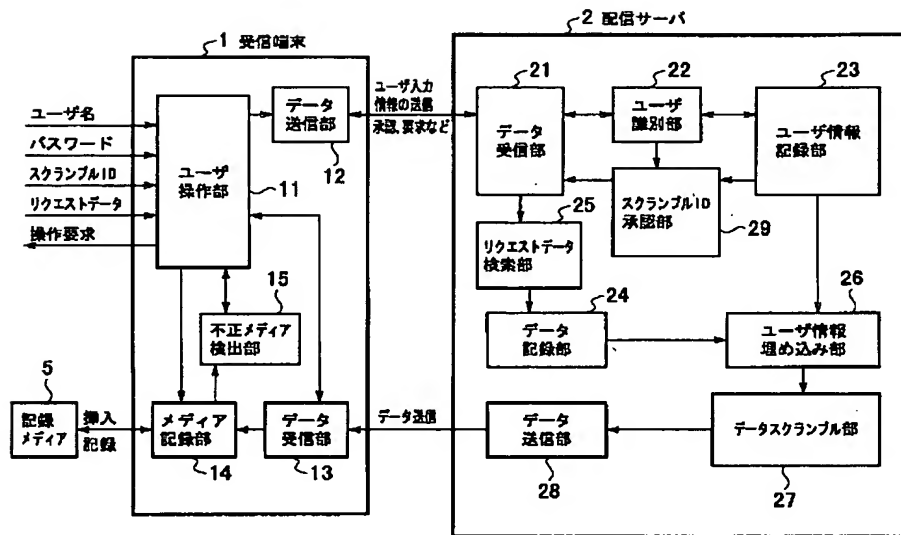 2 配信サーバ
1 受信端末
21
22
23
ユーザ名
パスワード
スクランブルID
リクエストデータ
操作要求
ユーザ
操作部
11
データ
送信部
12
ユーザ入力
情報の送信
承認、要求など
データ
受信部
ユーザ
識別部
ユーザ情報
記録部
スクランブルID
承認部
29
25
リクエストデータ
検索部
15
不正メディア
検出部
24
データ
記録部
26
ユーザ情報
埋め込み部
5
記録
メディア
挿入
記録
メディア
記録部
14
データ
受信部
13
データ送信
データ
送信部
28
データスクランブル部
27